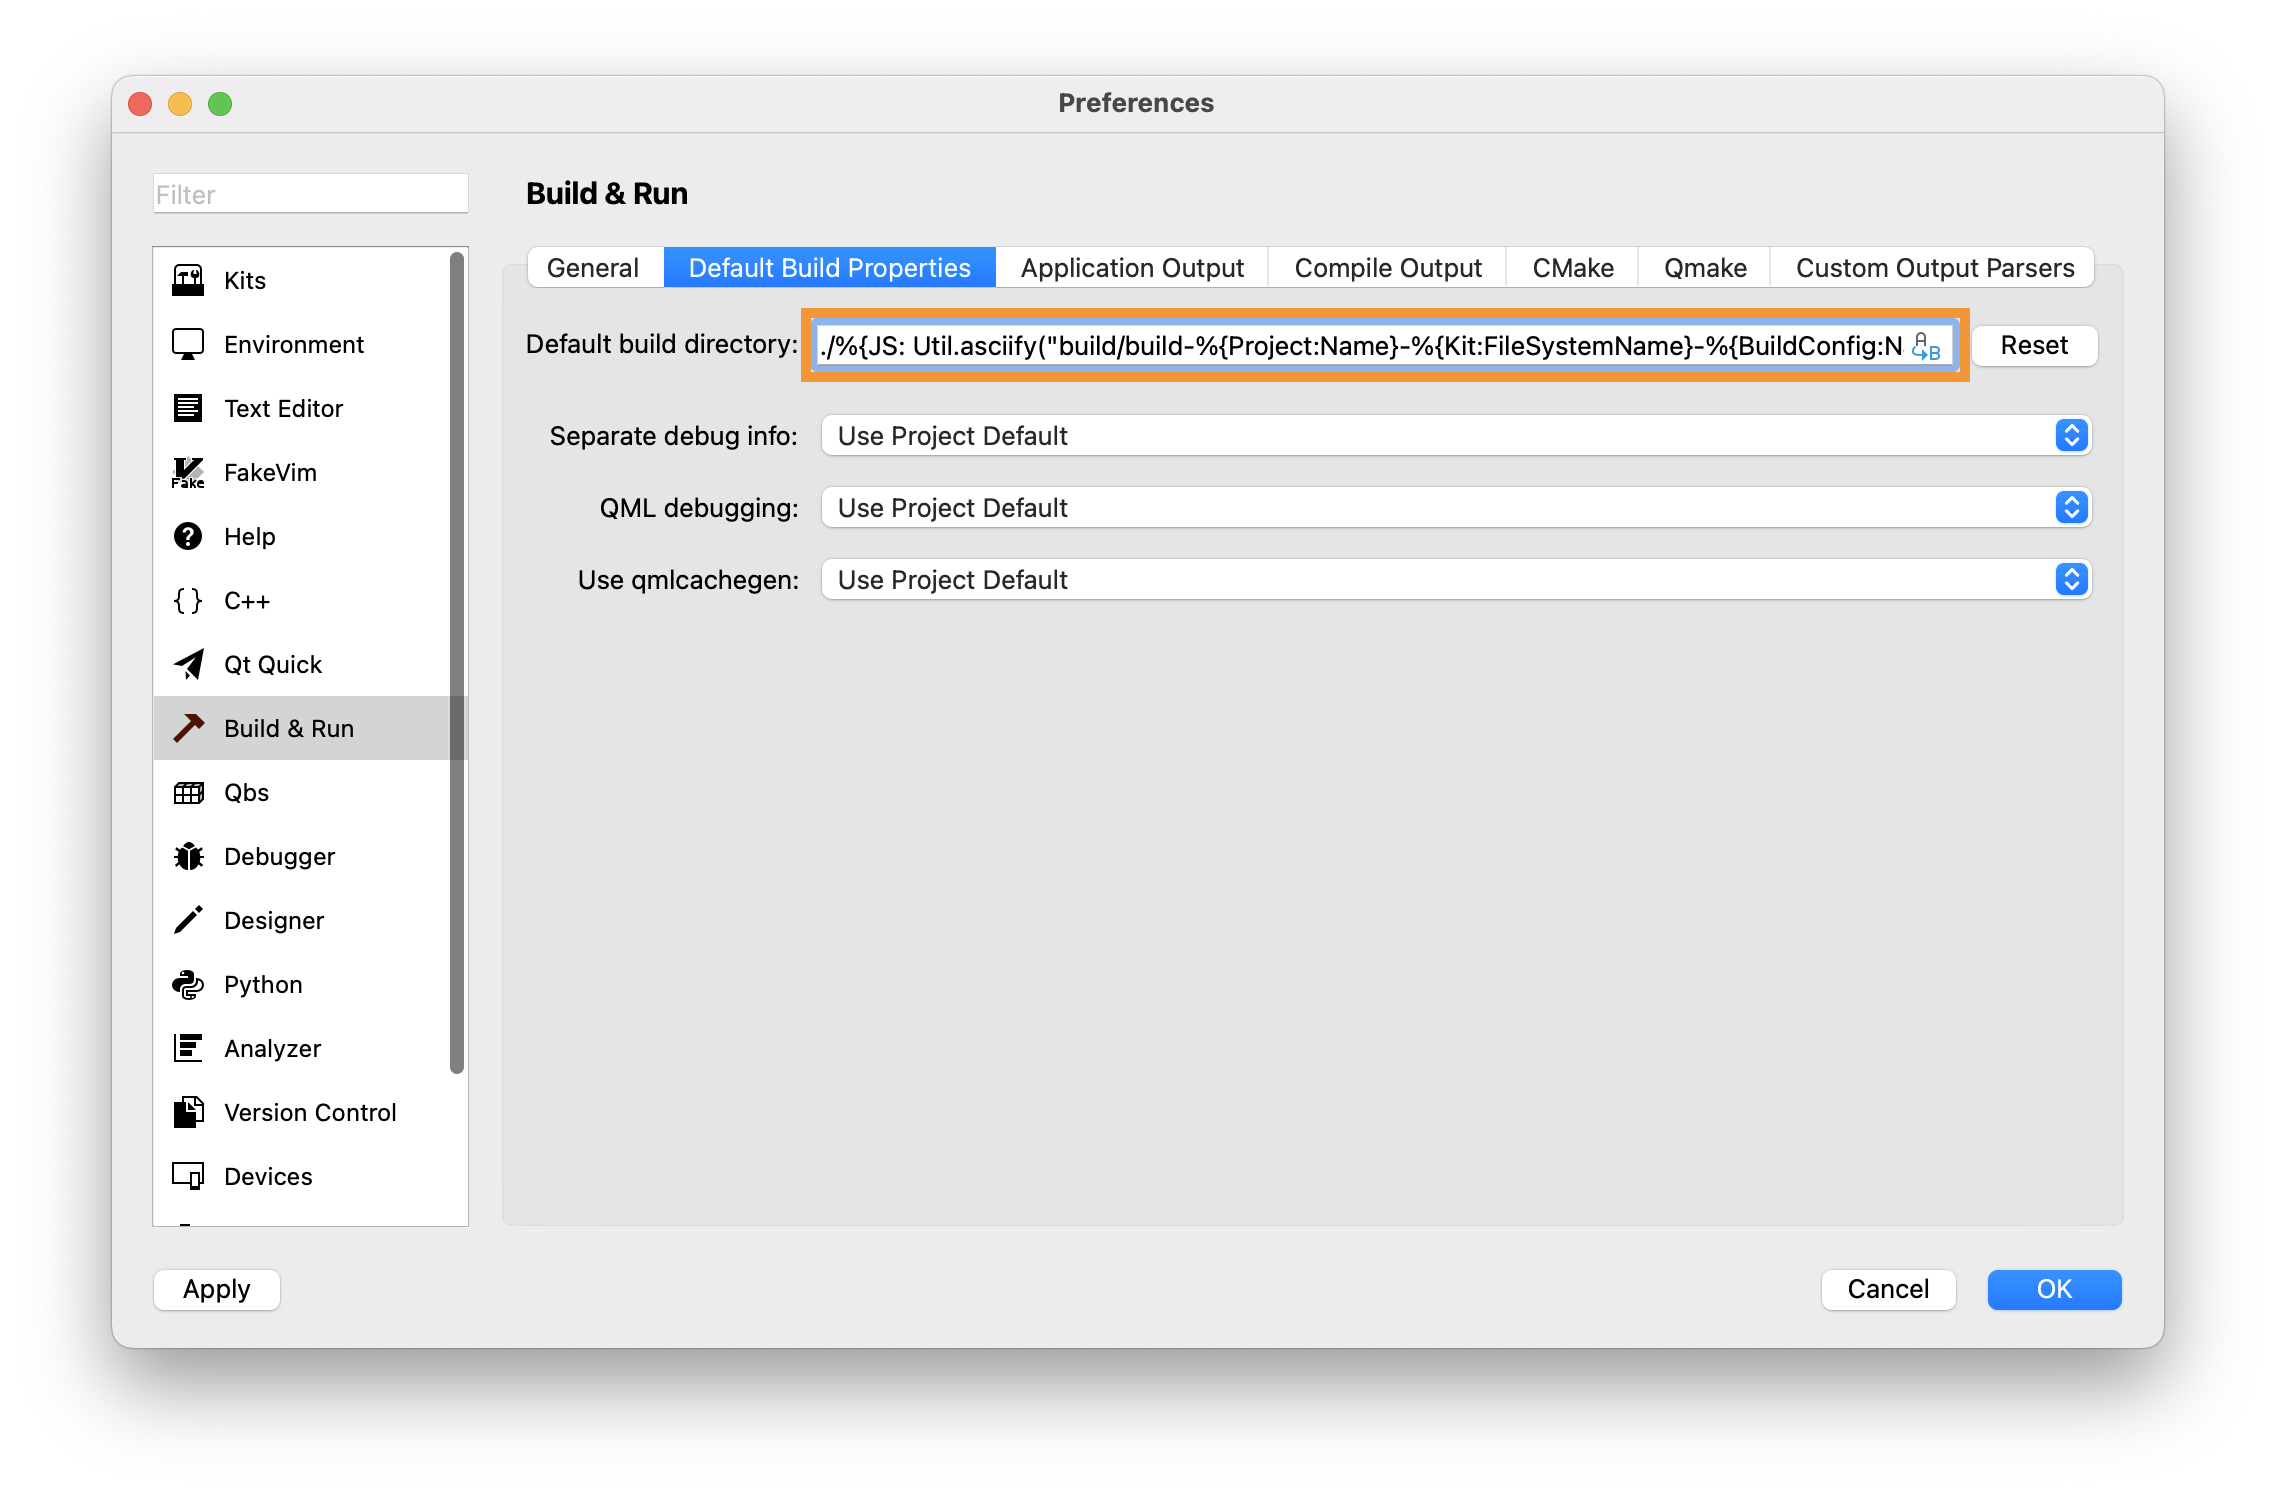 Preferences
Filter
Kits
Environment
Text Editor
Fake
FakeVim
Help
C++
Qt Quick
Build & Run
Qbs
Debugger
Designer
Python
Analyzer
Version Control
Devices
Build & Run
General
Default Build Properties
Application Output
Compile Output
CMake
Qmake
Custom Output Parsers
Default build directory: ./%{JS: Util.asciify("build/build-%{Project:Name}-%{Kit:FileSystemName}-%{BuildConfig:N A B Reset
Separate debug info: Use Project Default
QML debugging: Use Project Default
Use qmlcachegen: Use Project Default
Apply
Cancel
OK